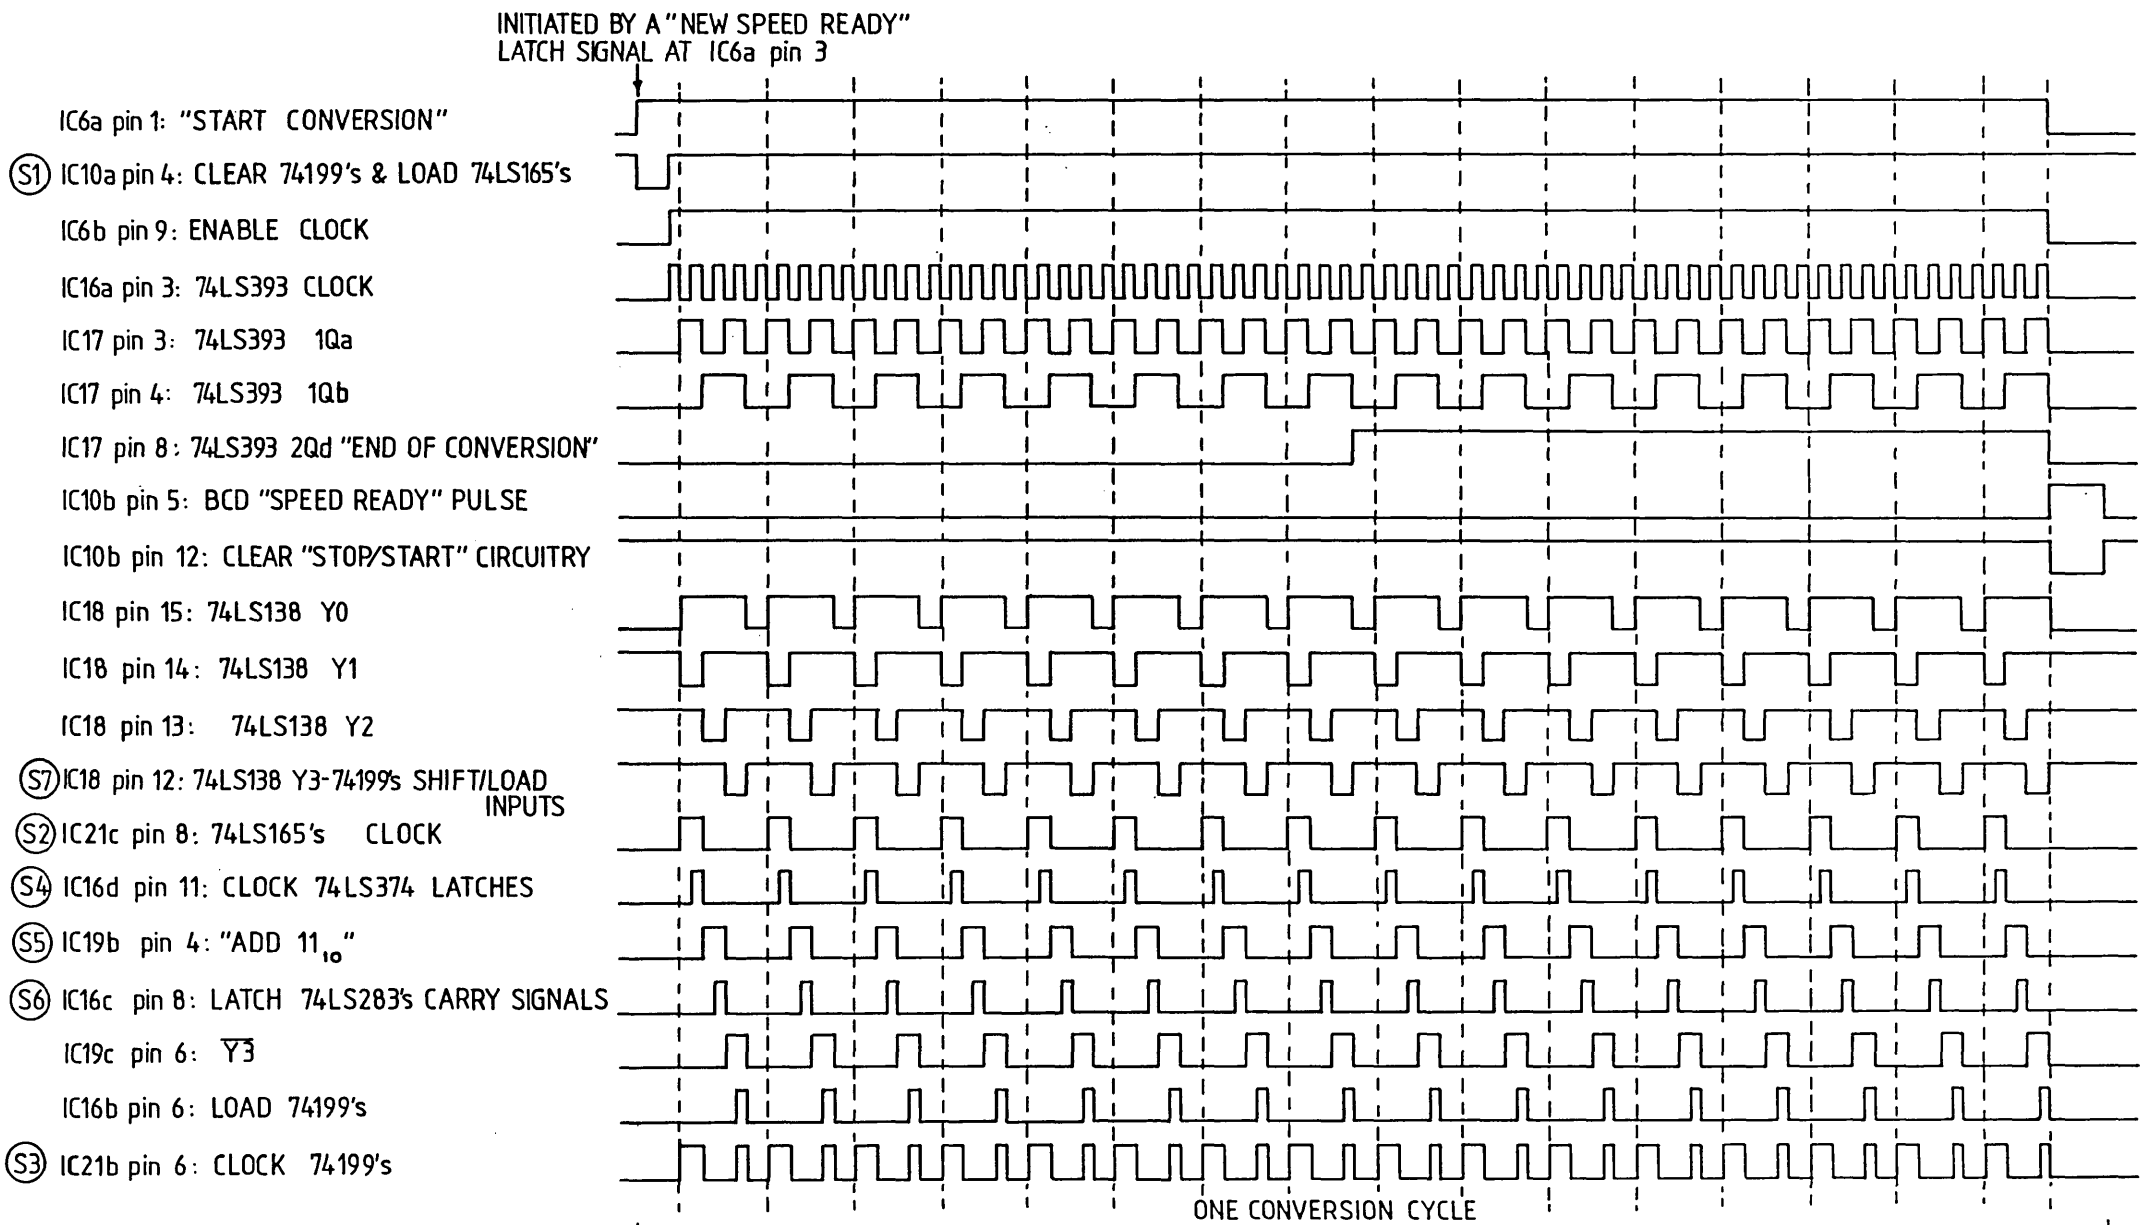 INITIATED BY A "NEW SPEED READY"
LATCH SIGNAL AT IC6a pin 3
IC6a pin 1: "START CONVERSION"
S1 IC10a pin 4: CLEAR 74199's & LOAD 74LS165's
IC6b pin 9: ENABLE CLOCK
IC16a pin 3: 74LS393 CLOCK
IC17 pin 3: 74LS393 1Qa
IC17 pin 4: 74LS393 1Qb
IC17 pin 8: 74LS393 2Qd "END OF CONVERSION"
IC10b pin 5: BCD "SPEED READY" PULSE
IC10b pin 12: CLEAR "STOP/START" CIRCUITRY
IC18 pin 15: 74LS138 Y0
IC18 pin 14: 74LS138 Y1
IC18 pin 13: 74LS138 Y2
S7 IC18 pin 12: 74LS138 Y3-74199's SHIFT/LOAD
INPUTS
S2 IC21c pin 8: 74LS165's CLOCK
S4 IC16d pin 11: CLOCK 74LS374 LATCHES
S5 IC19b pin 4: "ADD 11₁₀"
S6 IC16c pin 8: LATCH 74LS283's CARRY SIGNALS
IC19c pin 6: Y̅3̅
IC16b pin 6: LOAD 74199's
S3 IC21b pin 6: CLOCK 74199's
ONE CONVERSION CYCLE